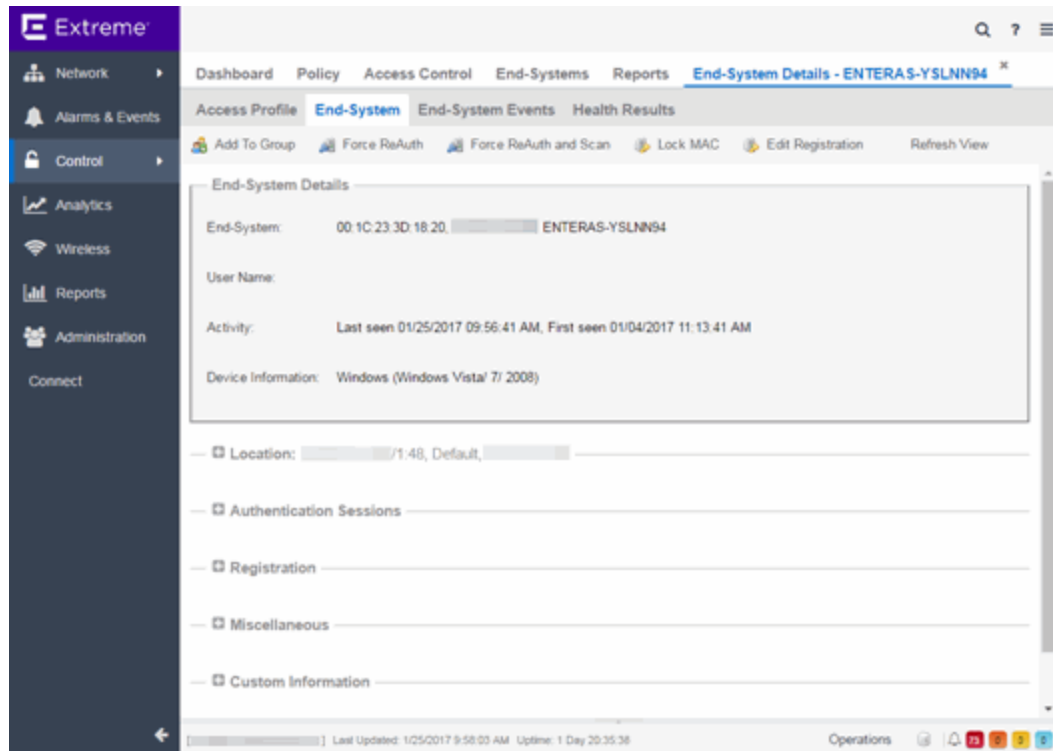 Extreme
Network
Alarms & Events
Control
Analytics
Wireless
Reports
Administration
Connect
?
Dashboard Policy Access Control End-Systems Reports End-System Details - ENTERAS-YSLNN94 ×
Access Profile End-System End-System Events Health Results
Add To Group Force ReAuth Force ReAuth and Scan Lock MAC Edit Registration Refresh View
End-System Details
End-System: 00:1C:23:3D:18:20, ENTERAS-YSLNN94
User Name:
Activity: Last seen 01/25/2017 09:56:41 AM, First seen 01/04/2017 11:13:41 AM
Device Information: Windows (Windows Vista/ 7/ 2008)
Location: /1:48, Default,
Authentication Sessions
Registration
Miscellaneous
Custom Information
[ ] Last Updated: 1/25/2017 9:58:03 AM Uptime: 1 Day 20:35:36 Operations 73 0 3 0